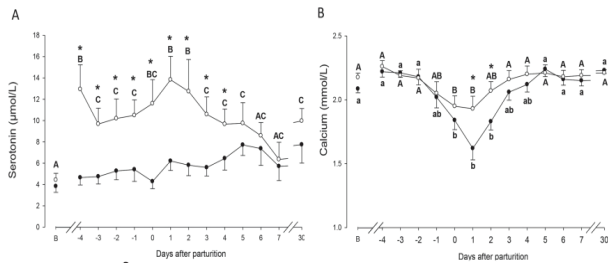 A
Serotonin (µmol/L)
18
16
14
12
10
8
6
4
2
0
* * * * * * * * *
B C C C BC B B C C C AC AC C
A
B -4 -3 -2 -1 0 1 2 3 4 5 6 7 30
Days after parturition
B
Calcium (mmol/L)
2.5
2.0
1.5
1.0
* *
A A A A AB B B AB A A A A A A
a a a a ab b b b ab ab a a a a
B -4 -3 -2 -1 0 1 2 3 4 5 6 7 30
Days after parturition